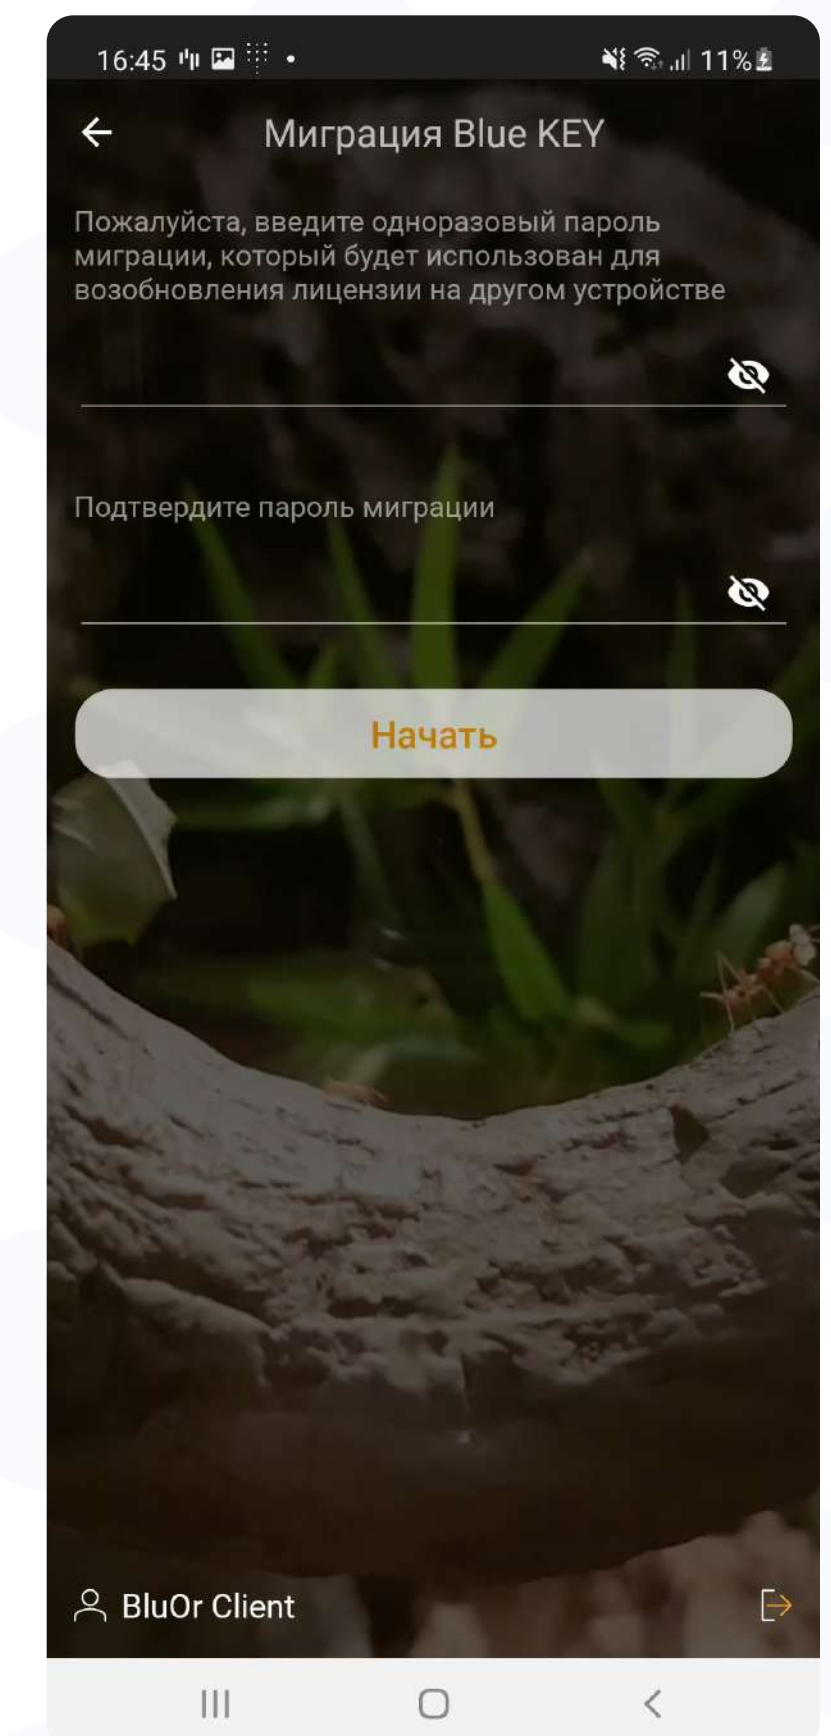 16:45 11%
Миграция Blue KEY
Пожалуйста, введите одноразовый пароль
миграции, который будет использован для
возобновления лицензии на другом устройстве
Подтвердите пароль миграции
Начать
BluOr Client